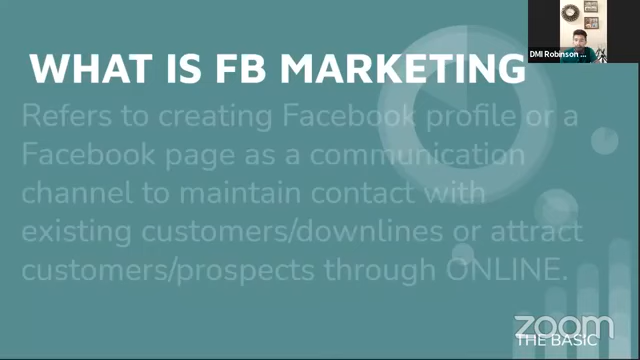 DMI Robinson ...
WHAT IS FB MARKETING
Refers to creating Facebook profile or a
Facebook page as a communication
channel to maintain contact with
existing customers/downlines or attract
customers/prospects through ONLINE.
zoom
THE BASIC